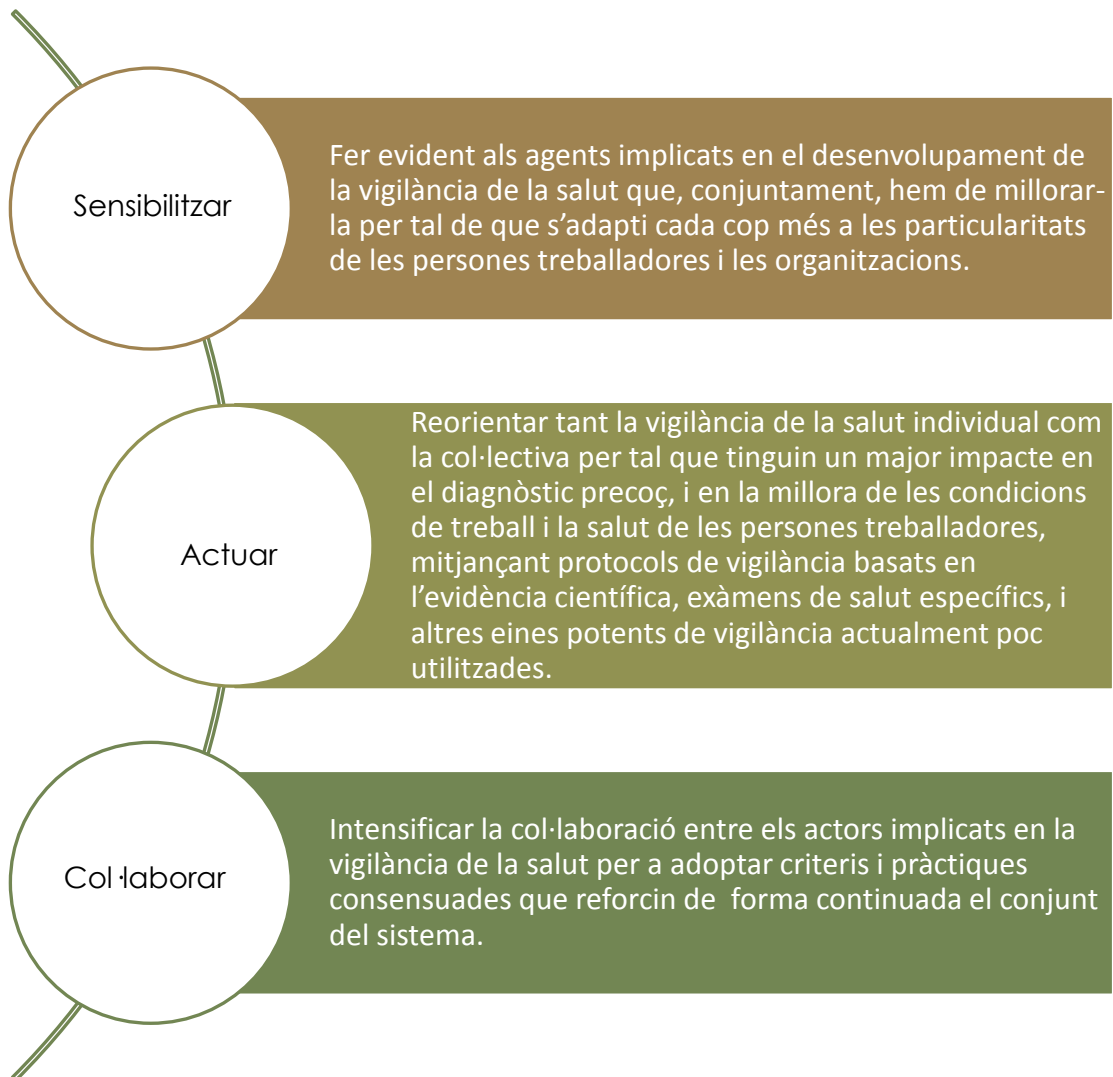 Sensibilitzar
Fer evident als agents implicats en el desenvolupament de
la vigilància de la salut que, conjuntament, hem de millorar-
la per tal de que s’adapti cada cop més a les particularitats
de les persones treballadores i les organitzacions.
Actuar
Reorientar tant la vigilància de la salut individual com
la col·lectiva per tal que tinguin un major impacte en
el diagnòstic precoç, i en la millora de les condicions
de treball i la salut de les persones treballadores,
mitjançant protocols de vigilància basats en
l’evidència científica, exàmens de salut específics, i
altres eines potents de vigilància actualment poc
utilitzades.
Col·laborar
Intensificar la col·laboració entre els actors implicats en la
vigilància de la salut per a adoptar criteris i pràctiques
consensuades que reforcin de  forma continuada el conjunt
del sistema.